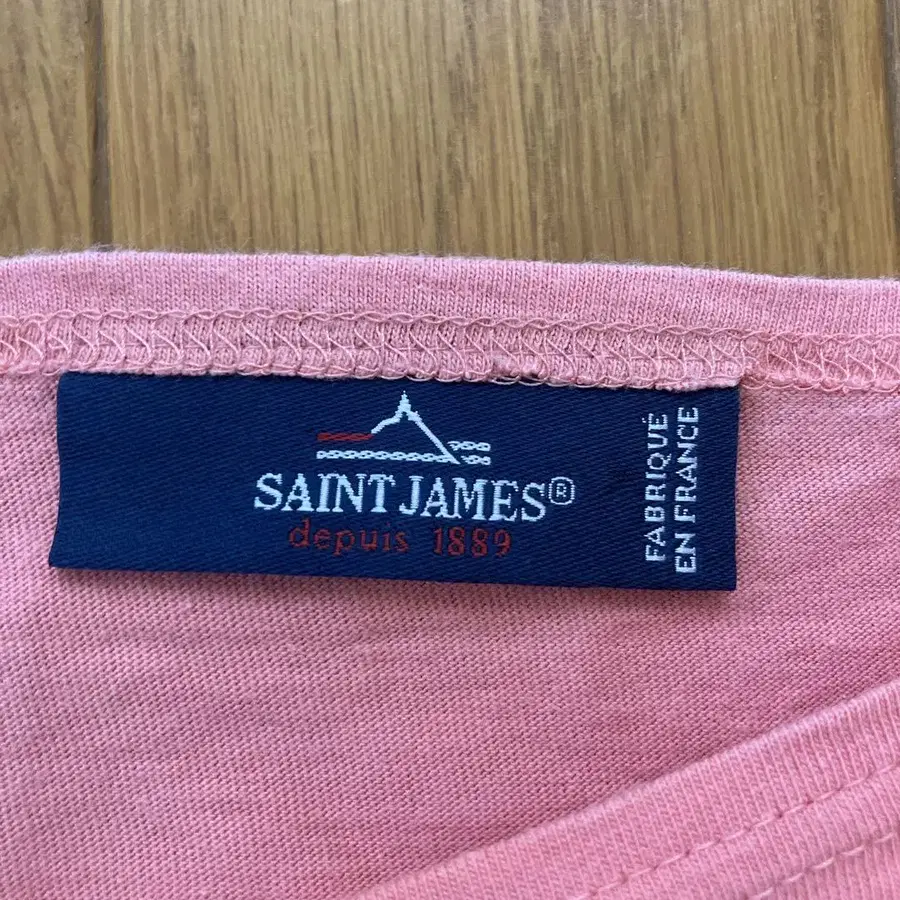 SAINT JAMES®
depuis 1889
FABRIQUÉ
EN FRANCE